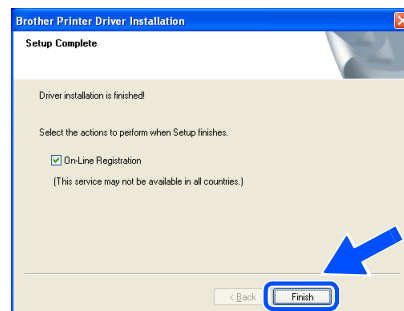 Brother Printer Driver Installation
Setup Complete
Driver installation is finished!
Select the actions to perform when Setup finishes.
On-Line Registration
(This service may not be available in all countries.)
< Back
Finish